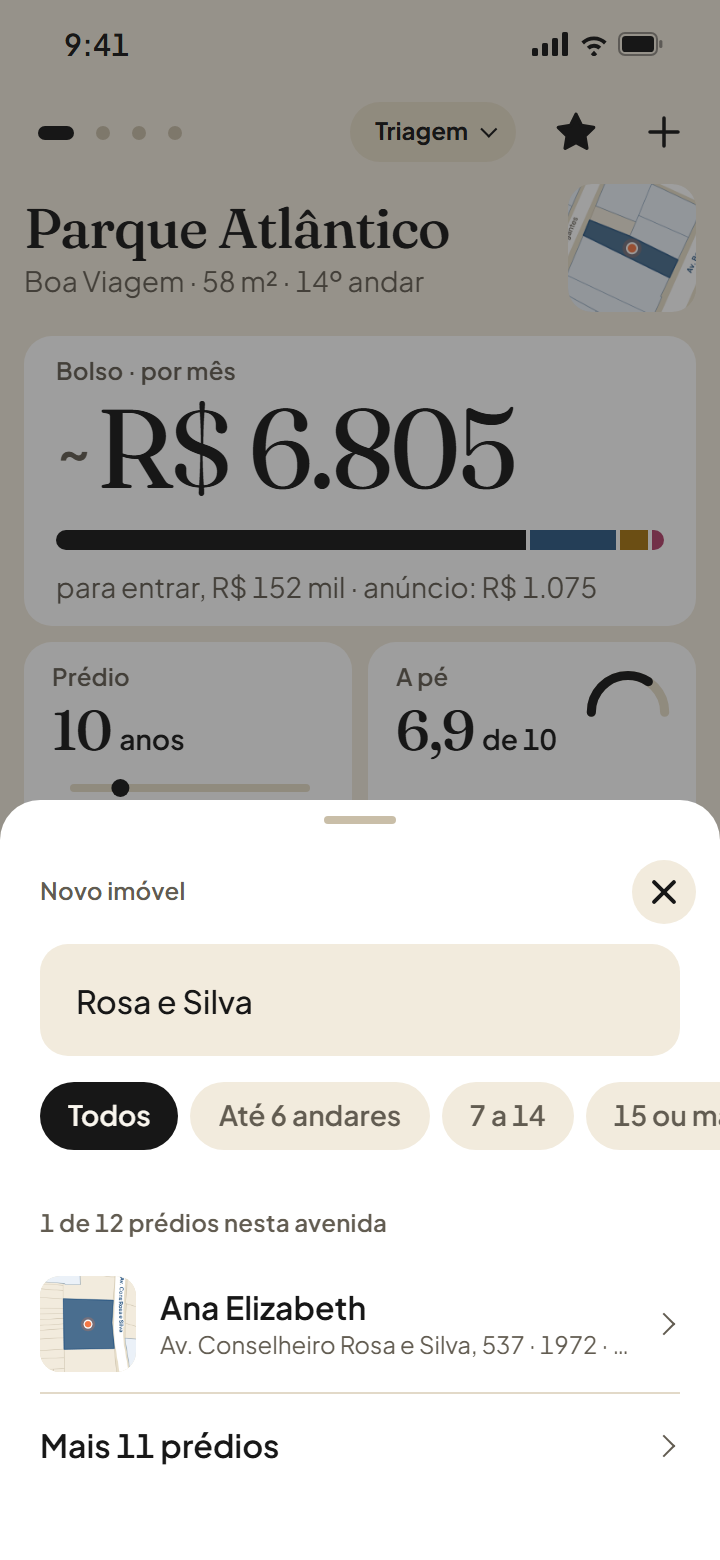 9:41
Triagem
Parque Atlântico
Boa Viagem · 58 m² · 14º andar
Bolso · por mês
~R$ 6.805
para entrar, R$ 152 mil · anúncio: R$ 1.075
Prédio
10 anos
A pé
6,9 de 10
Novo imóvel
Rosa e Silva
Todos
Até 6 andares
7 a 14
15 ou ma
1 de 12 prédios nesta avenida
Ana Elizabeth
Av. Conselheiro Rosa e Silva, 537 · 1972 · ...
Mais 11 prédios